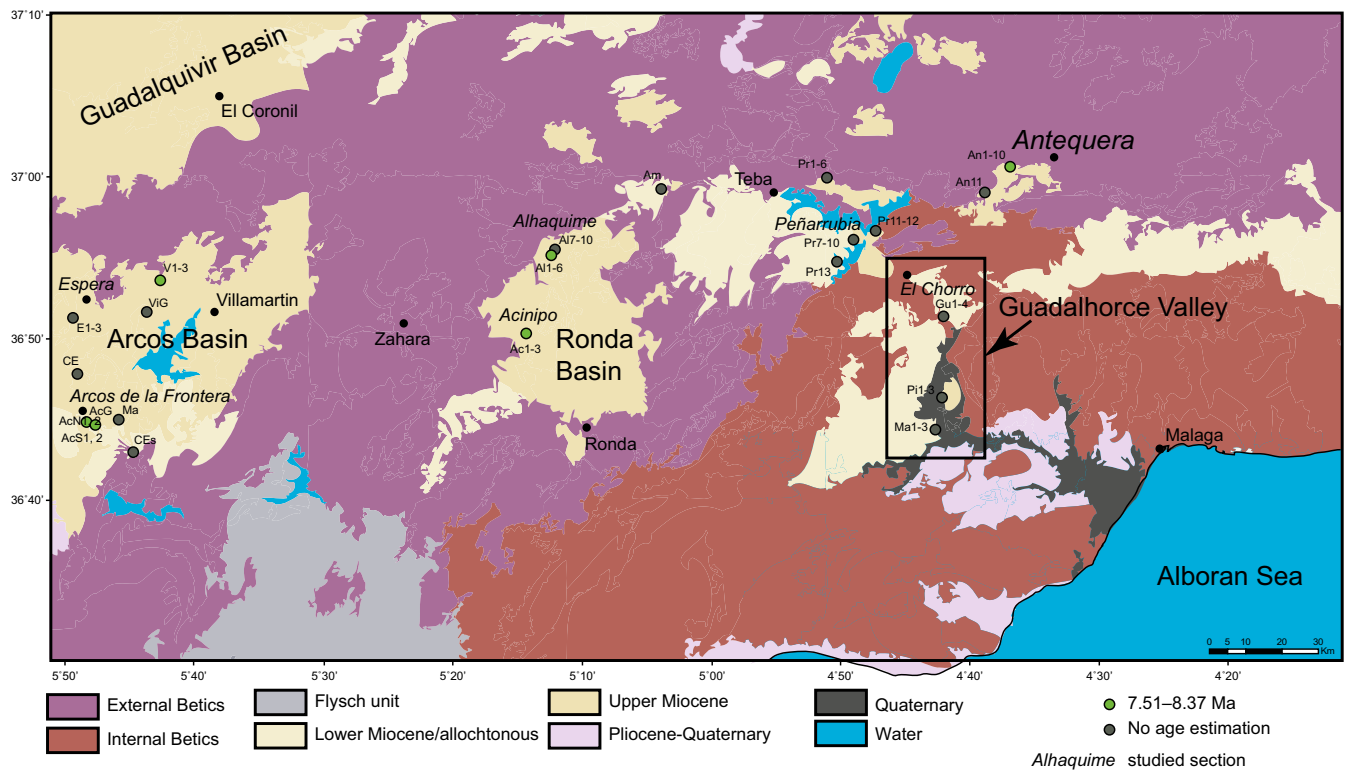 37°10'
Guadalquivir Basin
El Coronil
Antequera
An1-10
An11
37°00'
Am
Teba
Pr1-6
Alhaquime
Al7-10
Al1-6
Peñarrubia
Pr11-12
Pr7-10
Pr13
Espera
V1-3
ViG
Villamartin
E1-3
El Chorro
Gu1-4
Guadalhorce Valley
36°50'
Arcos Basin
Zahara
Acinipo
Ac1-3
Ronda
Basin
CE
Arcos de la Frontera
AcG
Ma
AcS1, 2
CEs
Ronda
Pi1-3
Ma1-3
Malaga
36°40'
Alboran Sea
0 5 10 20 30
Km
5°50' 5°40' 5°30' 5°20' 5°10' 5°00' 4°50' 4°40' 4°30' 4°20'
External Betics
Flysch unit
Upper Miocene
Quaternary
7.51–8.37 Ma
Internal Betics
Lower Miocene/allochtonous
Pliocene-Quaternary
Water
No age estimation
Alhaquime studied section